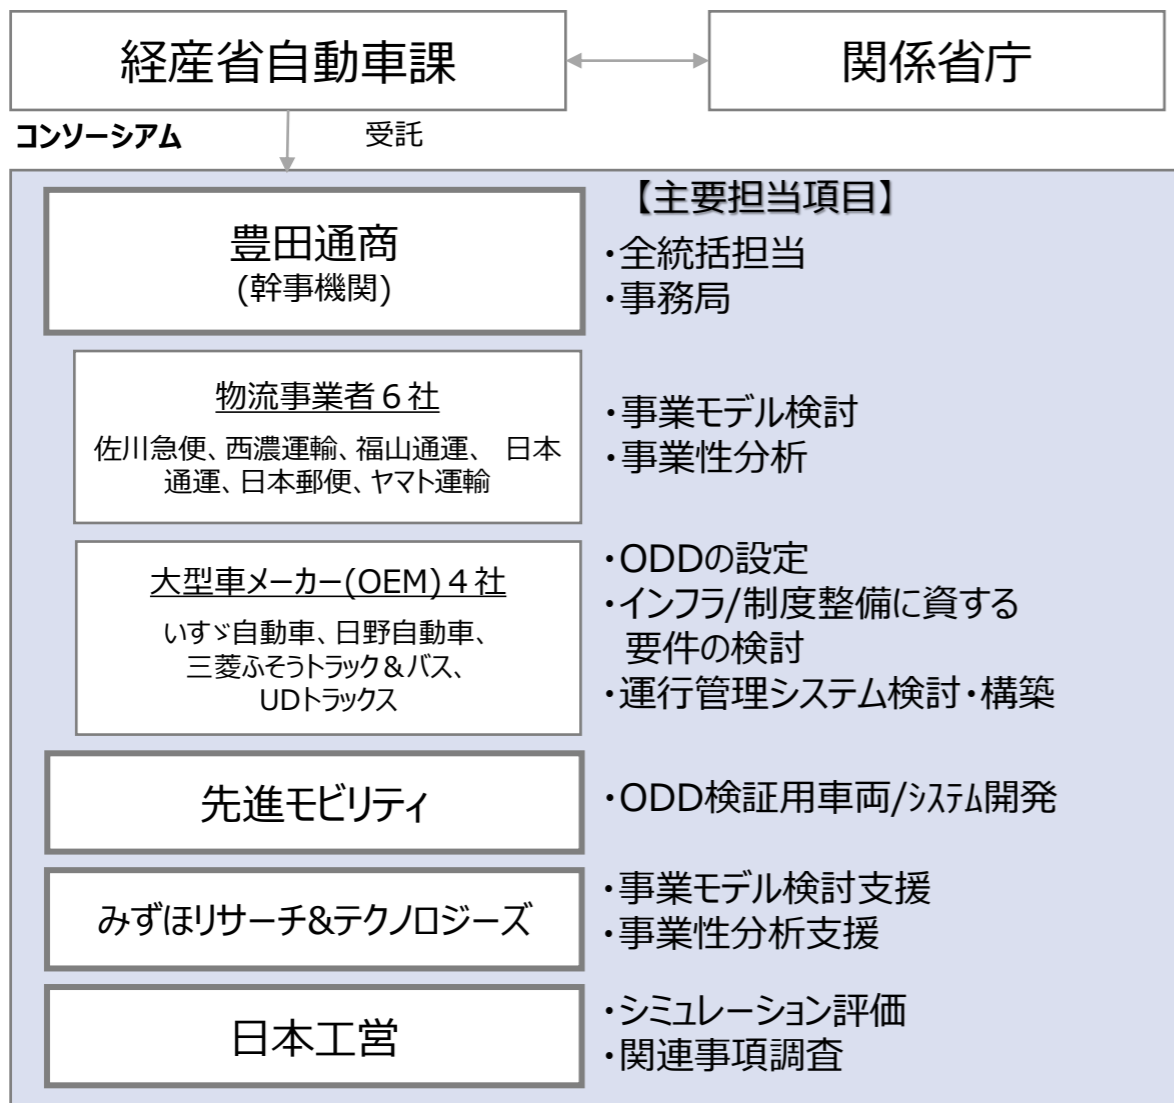 経産省自動車課
関係省庁
コンソーシアム
受託
【主要担当項目】
豊田通商
(幹事機関)
・全統括担当
・事務局
物流事業者６社
佐川急便、西濃運輸、福山通運、　日本
通運、日本郵便、ヤマト運輸
・事業モデル検討
・事業性分析
大型車メーカー(OEM)４社
いすゞ自動車、日野自動車、
三菱ふそうトラック＆バス、
UDトラックス
・ODDの設定
・インフラ/制度整備に資する
要件の検討
・運行管理システム検討・構築
先進モビリティ
・ODD検証用車両/ｼｽﾃﾑ開発
みずほリサーチ&テクノロジーズ
・事業モデル検討支援
・事業性分析支援
日本工営
・シミュレーション評価
・関連事項調査